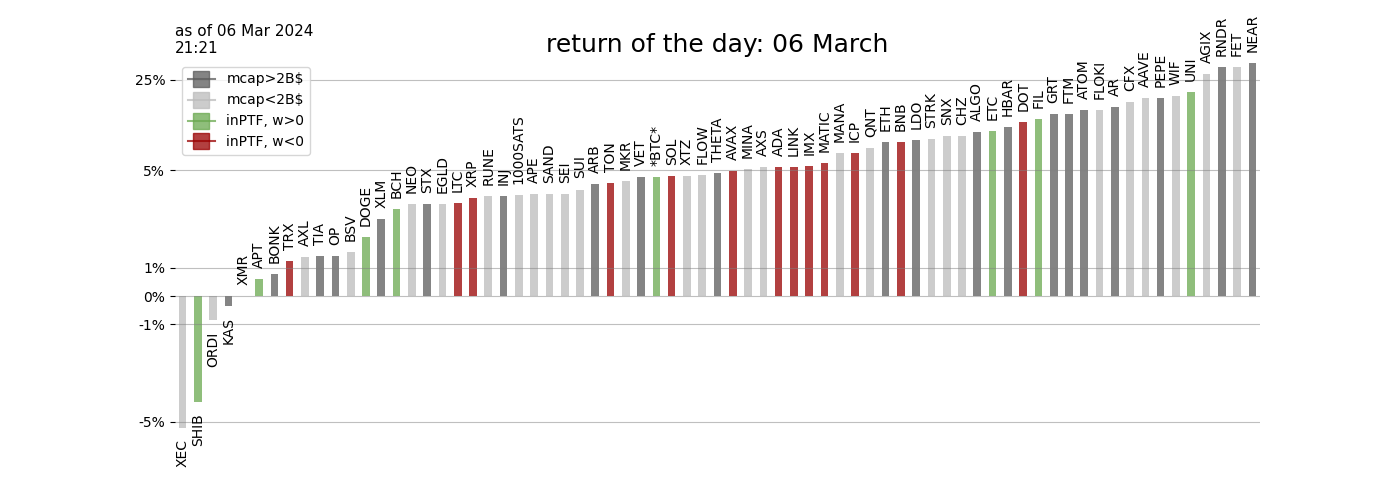 as of 06 Mar 2024
21:21
return of the day: 06 March
mcap>2B$
mcap<2B$
inPTF, w>0
inPTF, w<0
25%
5%
1%
0%
-1%
-5%
XEC
SHIB
ORDI
KAS
XMR
APT
BONK
TRX
AXL
TIA
OP
BSV
DOGE
XLM
BCH
NEO
STX
EGLD
LTC
XRP
RUNE
INJ
1000SATS
APE
SAND
SEI
SUI
ARB
TON
MKR
VET
*BTC*
SOL
XTZ
FLOW
THETA
AVAX
MINA
AXS
ADA
LINK
IMX
MATIC
MANA
ICP
QNT
ETH
BNB
LDO
STRK
SNX
CHZ
ALGO
ETC
HBAR
DOT
FIL
GRT
FTM
ATOM
FLOKI
AR
CFX
AAVE
PEPE
WIF
UNI
AGIX
RNDR
FET
NEAR